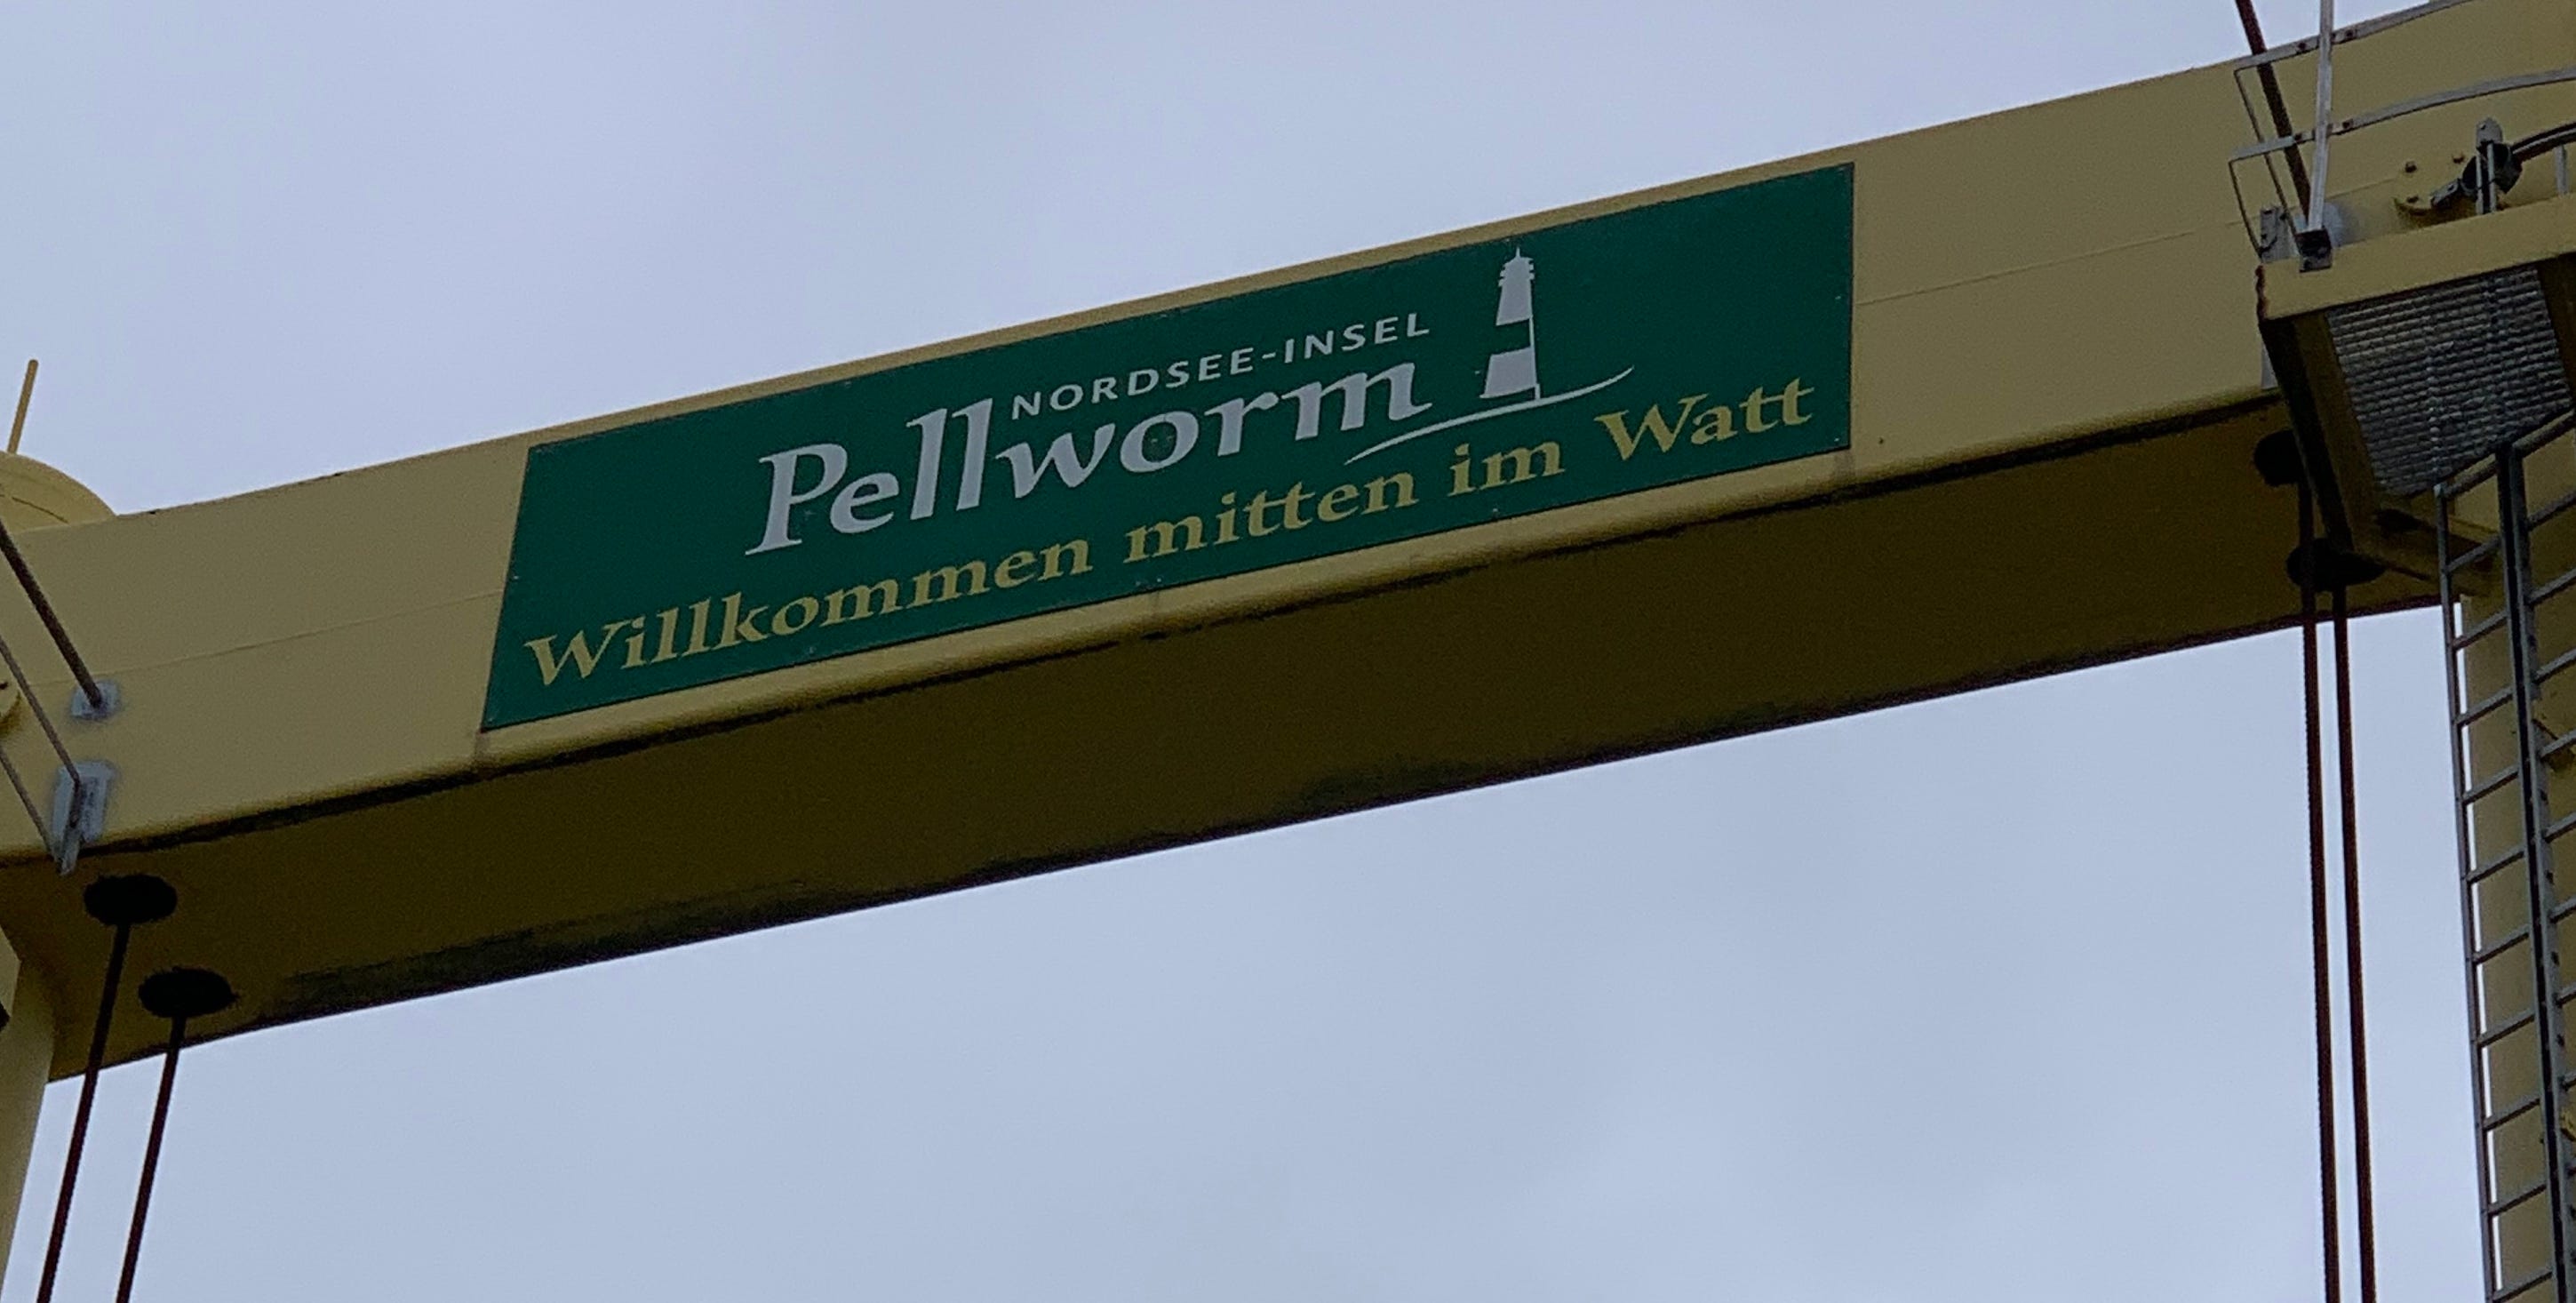 NORDSEE-INSEL
Pellworm
Willkommen mitten im Watt